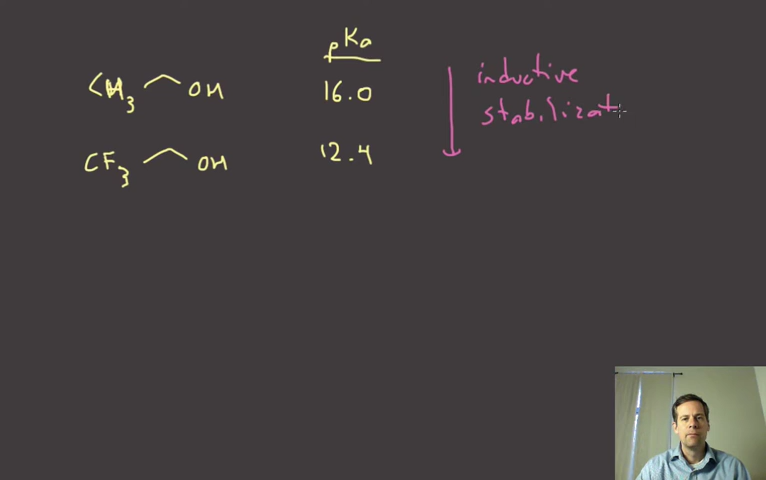 pKa
CH3 OH 16.0
CF3 OH 12.4
inductive
stabilizat